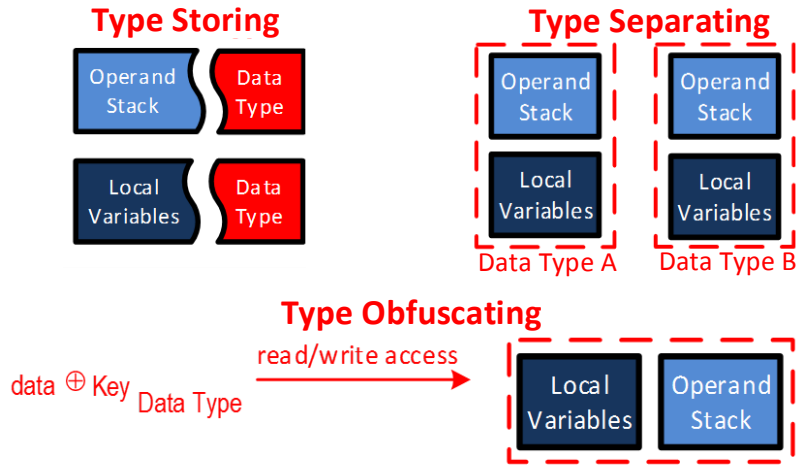 Type Storing
Operand
Stack
Data
Type
Local
Variables
Data
Type
Type Separating
Operand
Stack
Operand
Stack
Local
Variables
Local
Variables
Data Type A
Data Type B
Type Obfuscating
data ⊕ Key Data Type
read/write access
Local
Variables
Operand
Stack